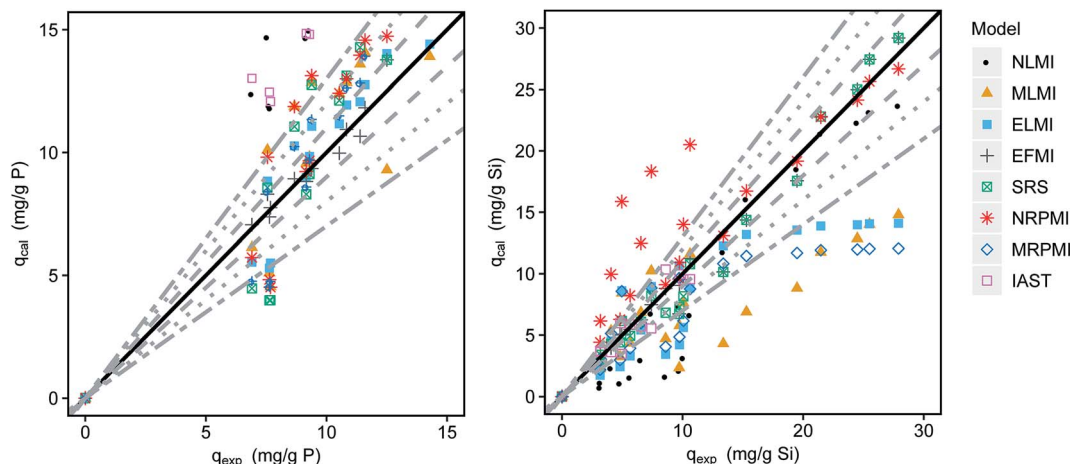 15
10
5
0
q_cal (mg/g P)
0
5
10
15
q_exp (mg/g P)
30
25
20
15
10
5
0
q_cal (mg/g Si)
0
10
20
30
q_exp (mg/g Si)
Model
NLMI
MLMI
ELMI
EFMI
SRS
NRPMI
MRPMI
IAST